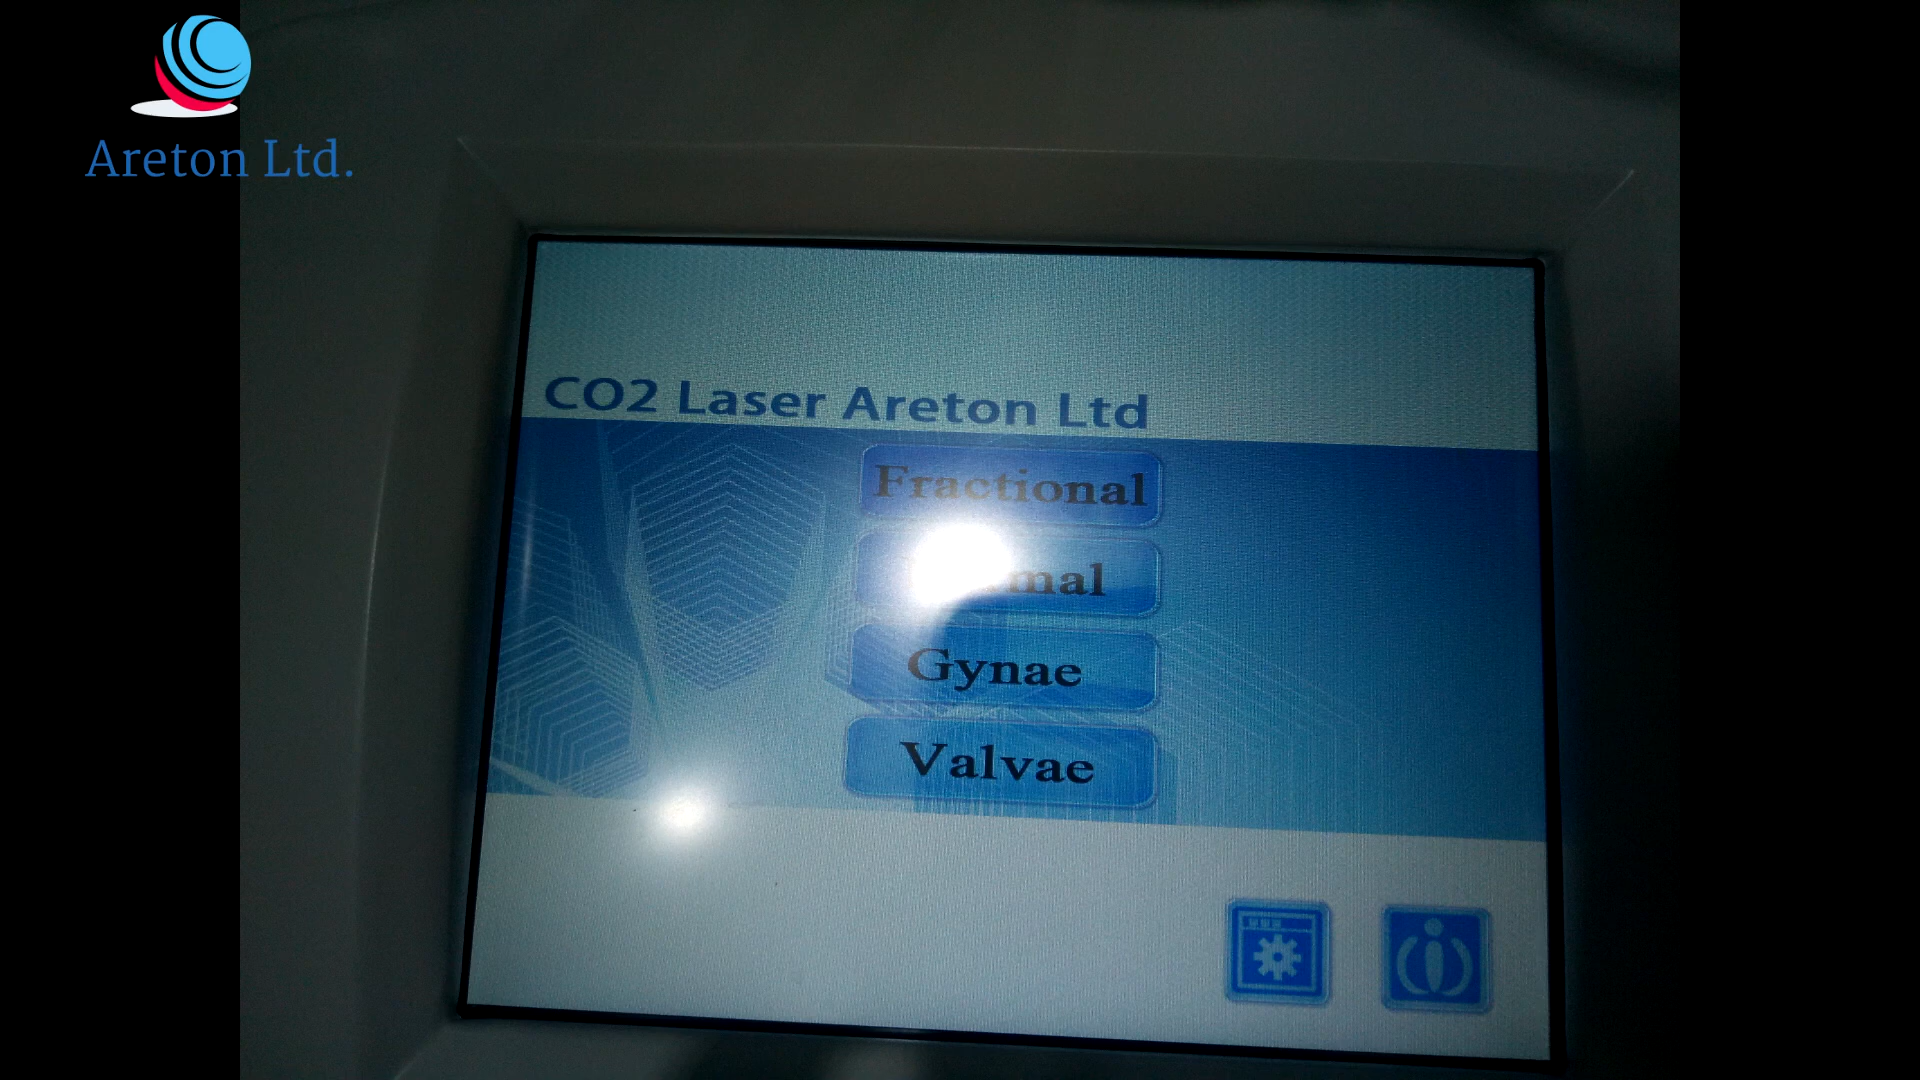 Areton Ltd.
CO2 Laser Areton Ltd
Fractional
Gynae
Valvae